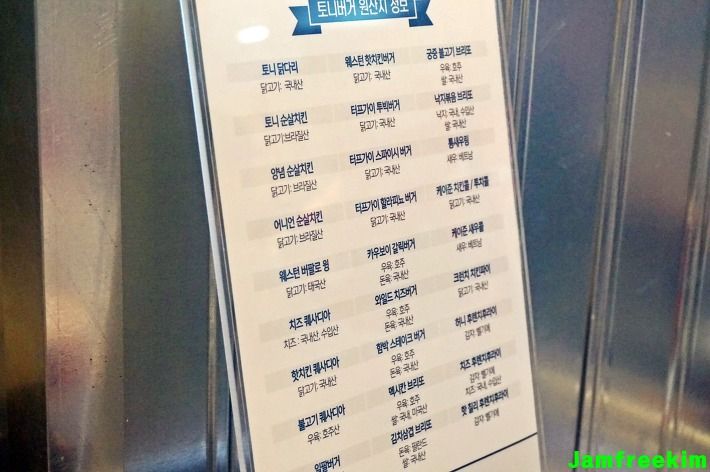 토니버거 원산지 정보
토니 닭다리
닭고기: 국내산
토니 순살치킨
닭고기:브라질산
양념 순살치킨
닭고기: 브라질산
어니언 순살치킨
닭고기:브라질산
웨스턴 버팔로 윙
닭고기: 태국산
치즈 퀘사디아
치즈 : 국내산, 수입산
핫치킨 퀘사디아
닭고기: 국내산
불고기 퀘사디아
우육: 호주산
웨스턴 핫치킨버거
닭고기: 국내산
터프가이 투빅버거
닭고기:국내산
터프가이 스파이시 버거
닭고기: 국내산
터프가이 할라피뇨 버거
닭고기: 국내산
카우보이 갈릭버거
우육: 호주
돈육: 국내산
와일드 치즈버거
우육: 호주
돈육: 국내산
함박 스테이크 버거
우육: 호주
돈육: 국내산
멕시칸 브리또
우육: 호주
쌀: 국내, 미국산
김치삼겹 브리또
돈육: 폴란드
쌀: 국내산
궁중 불고기 브리또
우육: 호주
쌀: 국내산
낙지볶음 브리또
낙지: 국내, 수입산
쌀: 국내산
통새우링
새우: 베트남
케이준 치킨콜 / 투치콜
닭고기: 국내산
케이준 새우콜
새우: 베트남
크런치 치킨파이
닭고기: 국내산
허니 후렌치후라이
감자: 벨기에
치즈 후렌치후라이
감자: 벨기에
치즈: 국내, 수입산
핫 칠리 후렌치후라이
감자: 벨기에
Jamfreekim